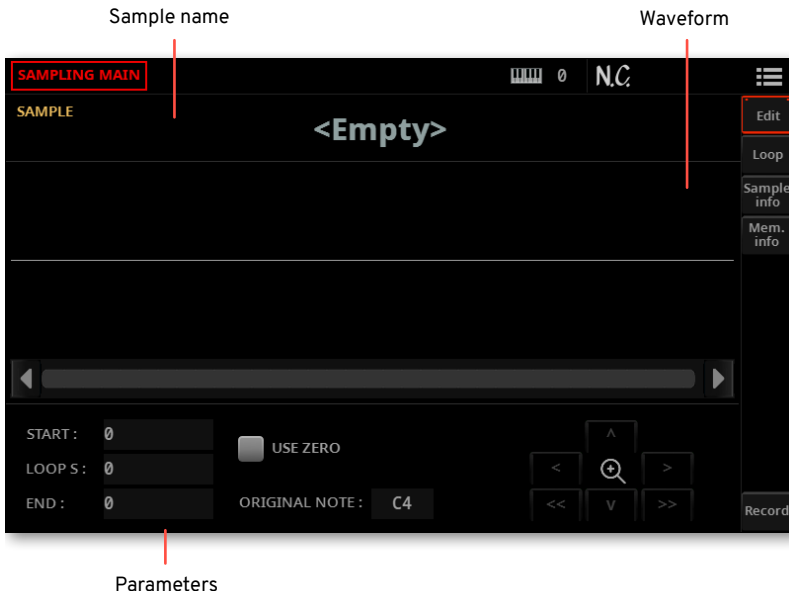 Sample name
Waveform
SAMPLING MAIN
0
N.C.
SAMPLE
<Empty>
Edit
Loop
Sample
info
Mem.
info
START :
0
USE ZERO
LOOP S :
0
END :
0
ORIGINAL NOTE :
C4
^
<
>
<<
v
>>
Record
Parameters